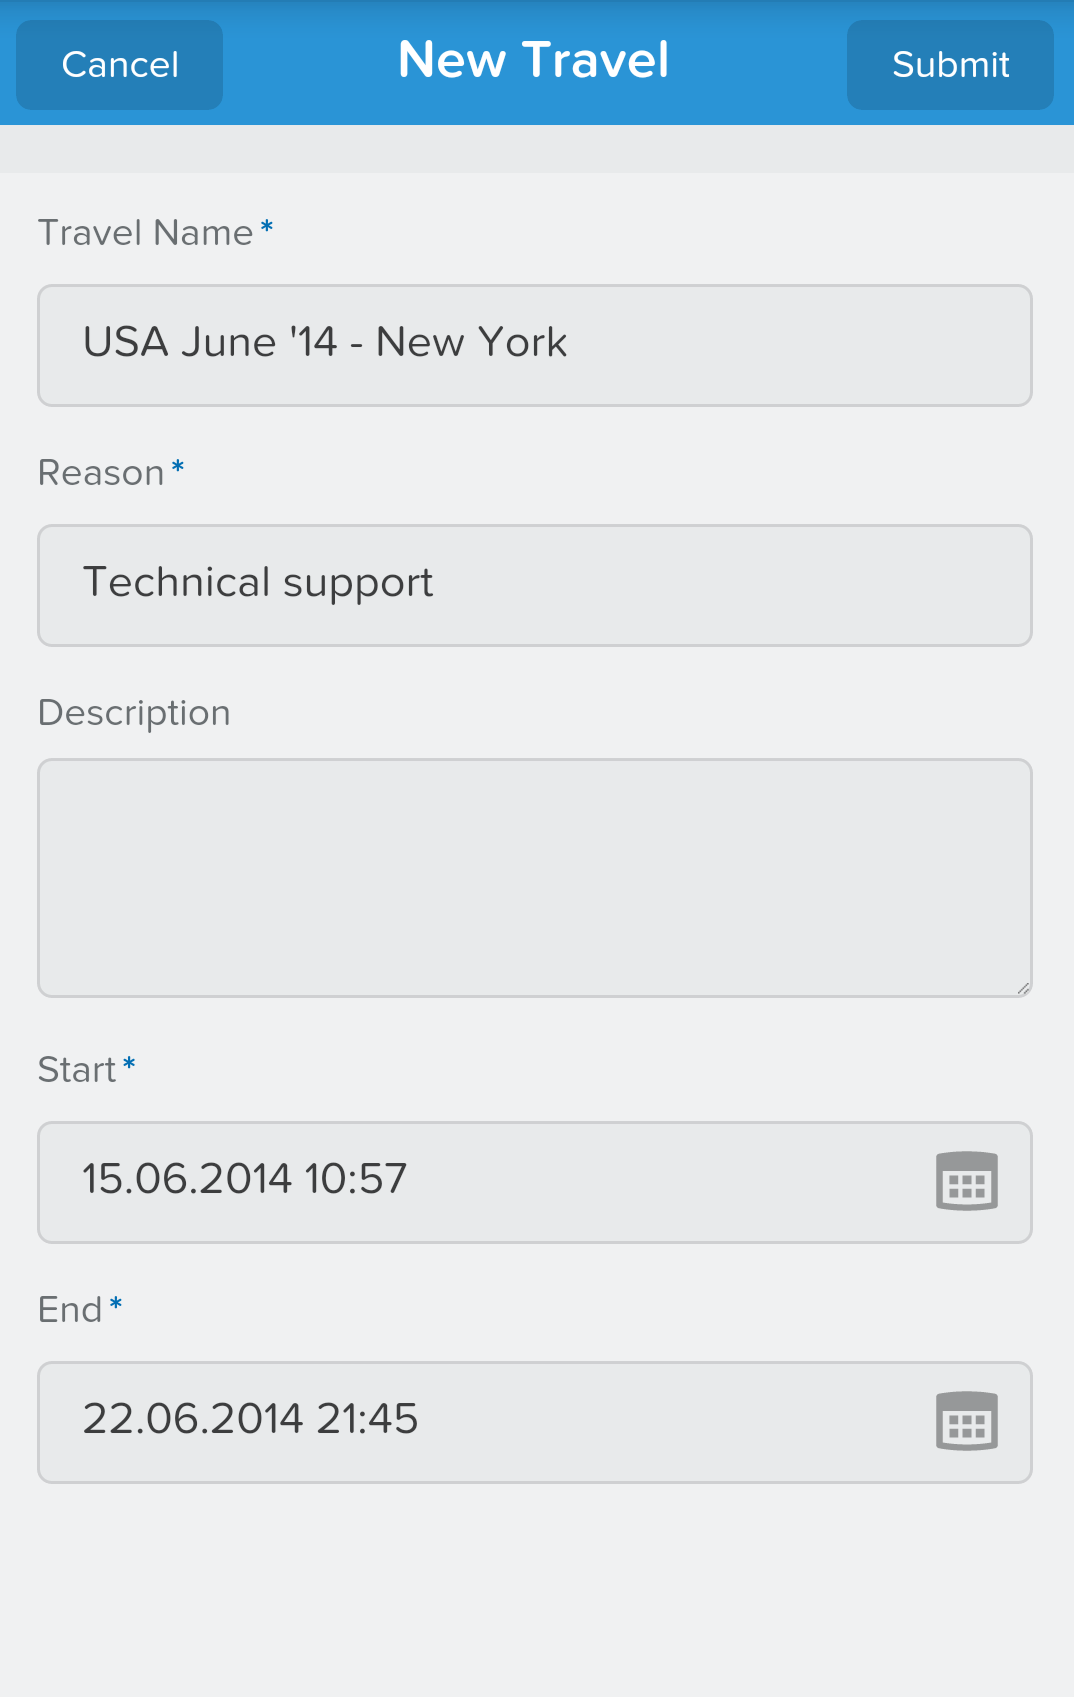 Cancel New Travel Submit
Travel Name *
USA June '14 - New York
Reason *
Technical support
Description
Start *
15.06.2014 10:57
End *
22.06.2014 21:45